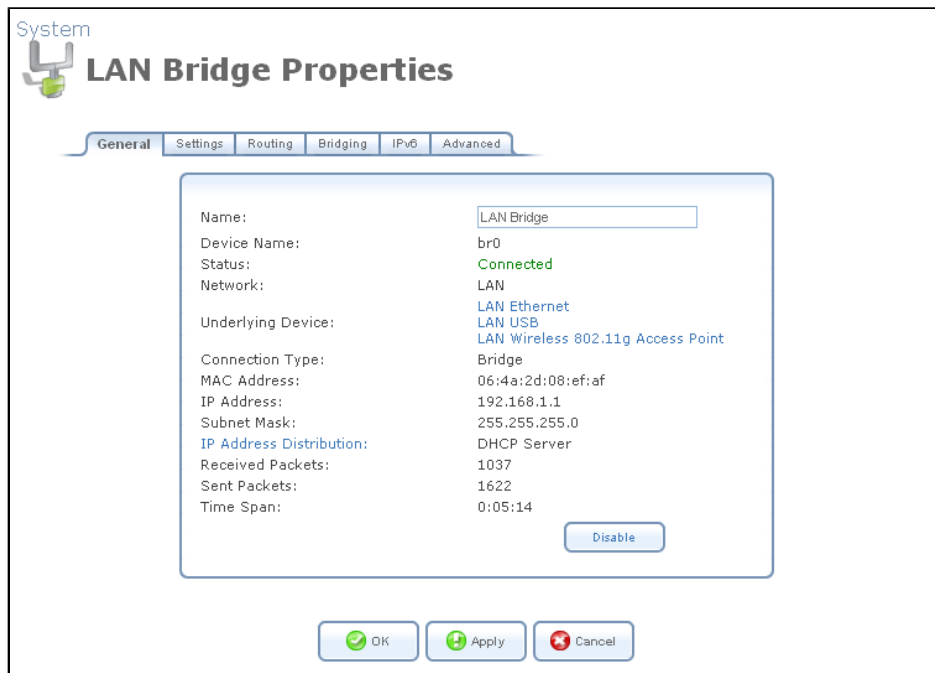 System
LAN Bridge Properties
General Settings Routing Bridging IPv6 Advanced
Name: LAN Bridge
Device Name: br0
Status: Connected
Network: LAN
Underlying Device: LAN Ethernet
LAN USB
LAN Wireless 802.11g Access Point
Connection Type: Bridge
MAC Address: 06:4a:2d:08:ef:af
IP Address: 192.168.1.1
Subnet Mask: 255.255.255.0
IP Address Distribution: DHCP Server
Received Packets: 1037
Sent Packets: 1622
Time Span: 0:05:14
Disable
OK Apply Cancel